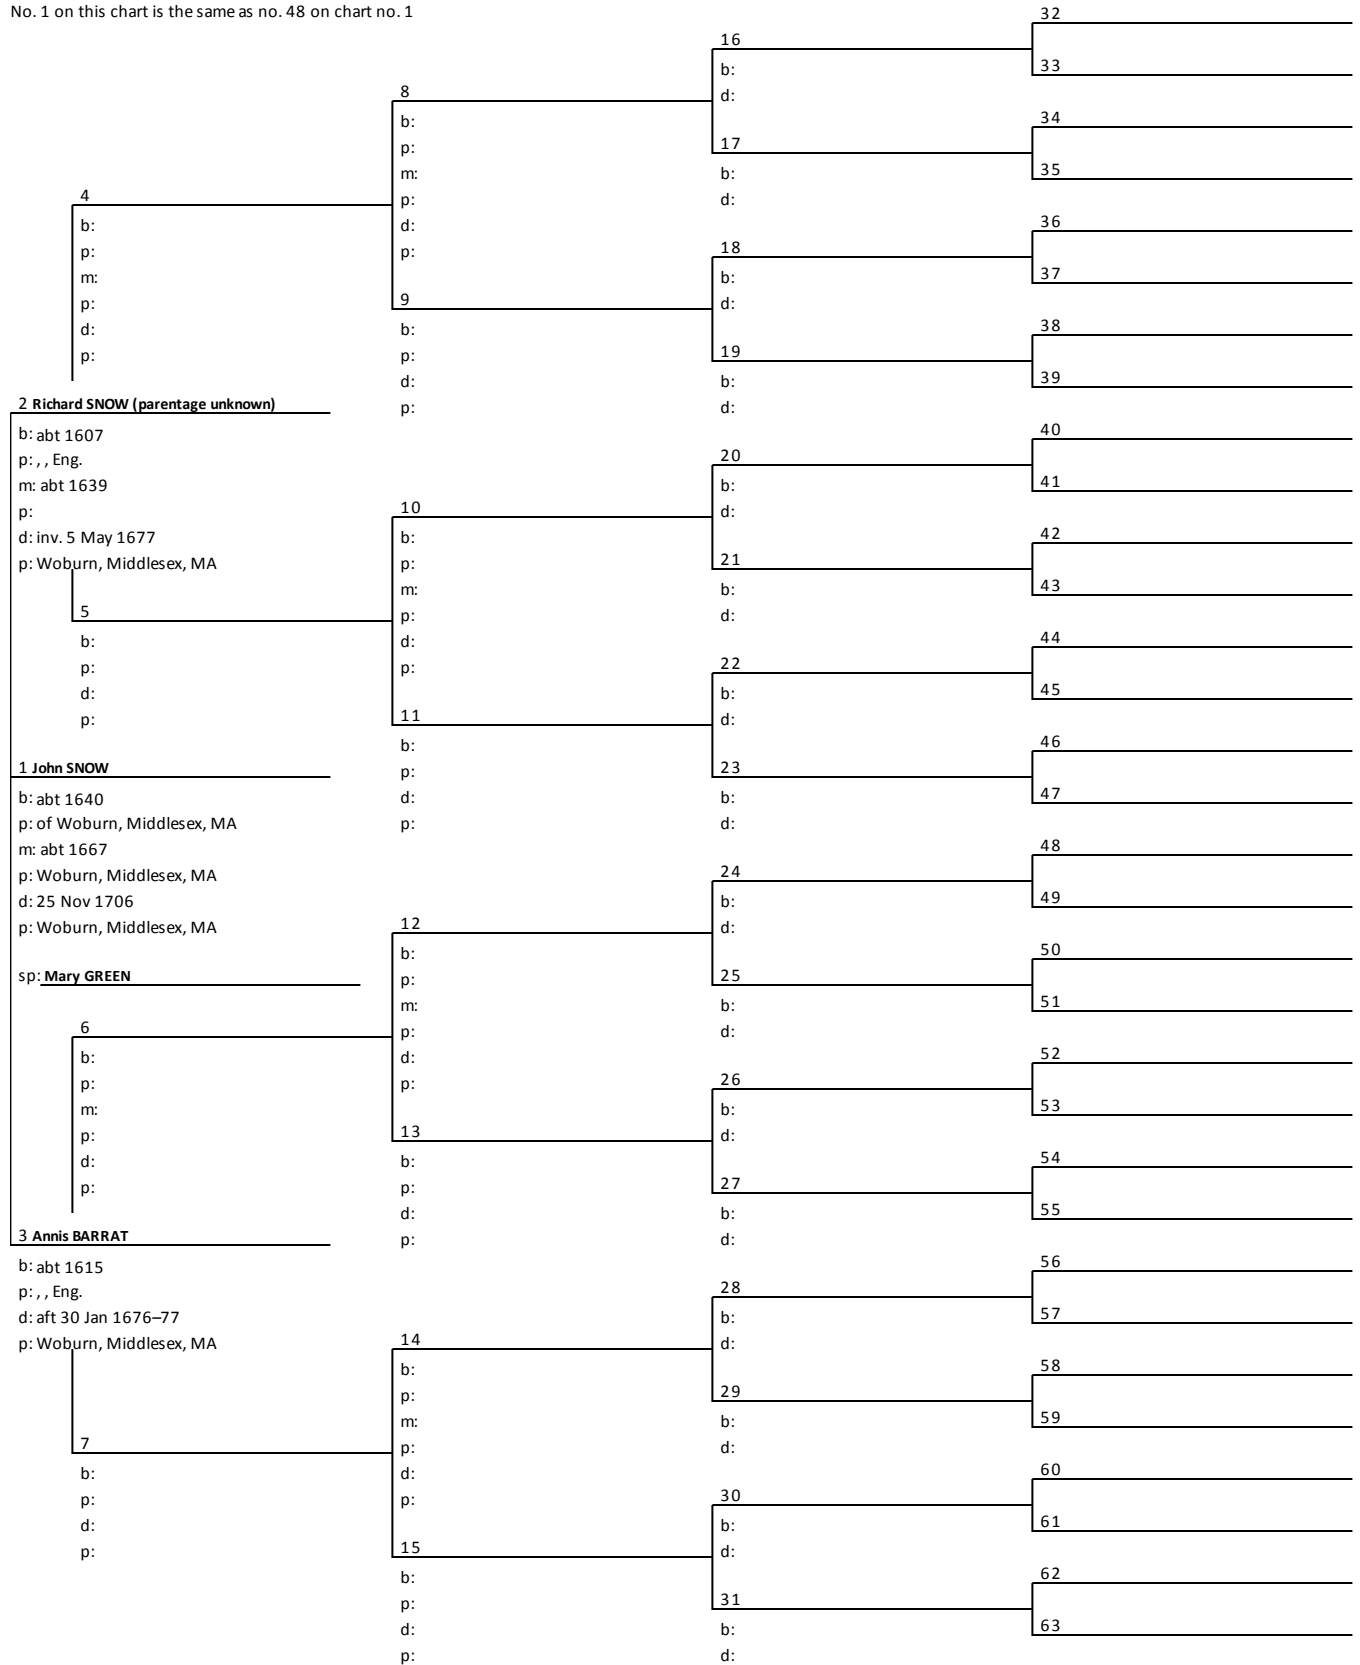 No. 1 on this chart is the same as no. 48 on chart no. 1
4
b:
p:
m:
p:
d:
p:
2 Richard SNOW (parentage unknown)
b: abt 1607
p: , , Eng.
m: abt 1639
p:
d: inv. 5 May 1677
p: Woburn, Middlesex, MA
5
b:
p:
d:
p:
1 John SNOW
b: abt 1640
p: of Woburn, Middlesex, MA
m: abt 1667
p: Woburn, Middlesex, MA
d: 25 Nov 1706
p: Woburn, Middlesex, MA
sp: Mary GREEN
6
b:
p:
m:
p:
d:
p:
3 Annis BARRAT
b: abt 1615
p: , , Eng.
d: aft 30 Jan 1676–77
p: Woburn, Middlesex, MA
7
b:
p:
d:
p:
8
b:
p:
m:
p:
d:
p:
9
b:
p:
d:
p:
10
b:
p:
m:
p:
d:
p:
11
b:
p:
d:
p:
12
b:
p:
m:
p:
d:
p:
13
b:
p:
d:
p:
14
b:
p:
m:
p:
d:
p:
15
b:
p:
d:
p:
16
b:
d:
17
b:
d:
18
b:
d:
19
b:
d:
20
b:
d:
21
b:
d:
22
b:
d:
23
b:
d:
24
b:
d:
25
b:
d:
26
b:
d:
27
b:
d:
28
b:
d:
29
b:
d:
30
b:
d:
31
b:
d:
32
33
34
35
36
37
38
39
40
41
42
43
44
45
46
47
48
49
50
51
52
53
54
55
56
57
58
59
60
61
62
63